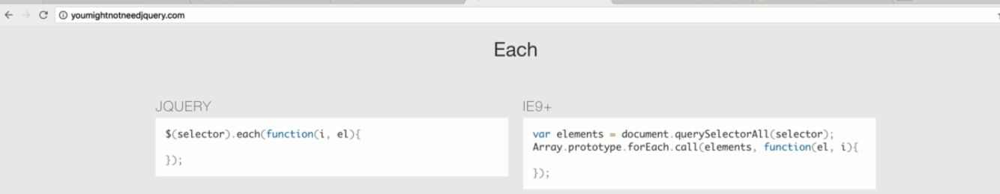 youmightnotneedjquery.com
Each
JQUERY
$(selector).each(function(i, el){
});
IE9+
var elements = document.querySelectorAll(selector);
Array.prototype.forEach.call(elements, function(el, i){
});